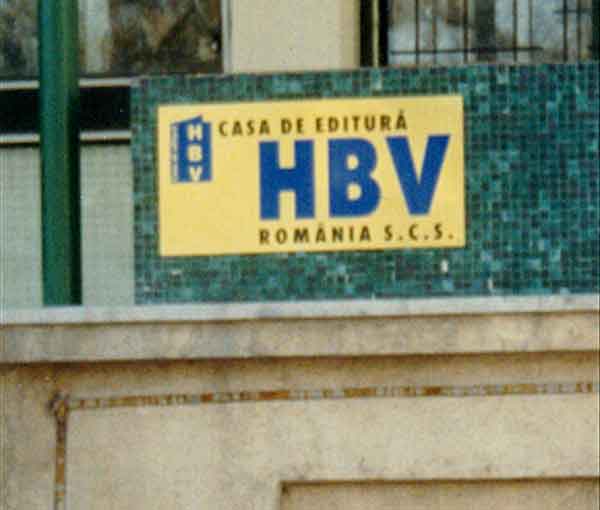 CASA DE EDITURĂ
HBV
HBV
ROMÂNIA S.C.S.